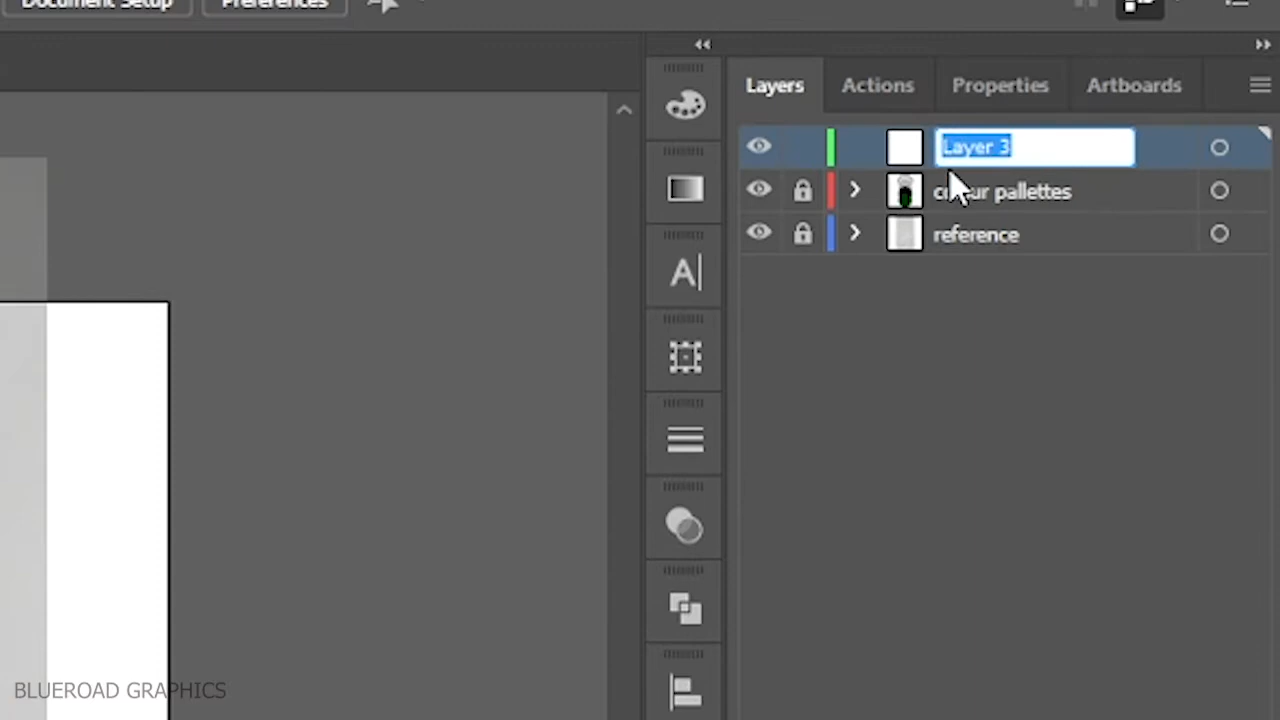 Document Setup Preferences
Layers Actions Properties Artboards
Layer 3
colour pallettes
reference
BLUEROAD GRAPHICS